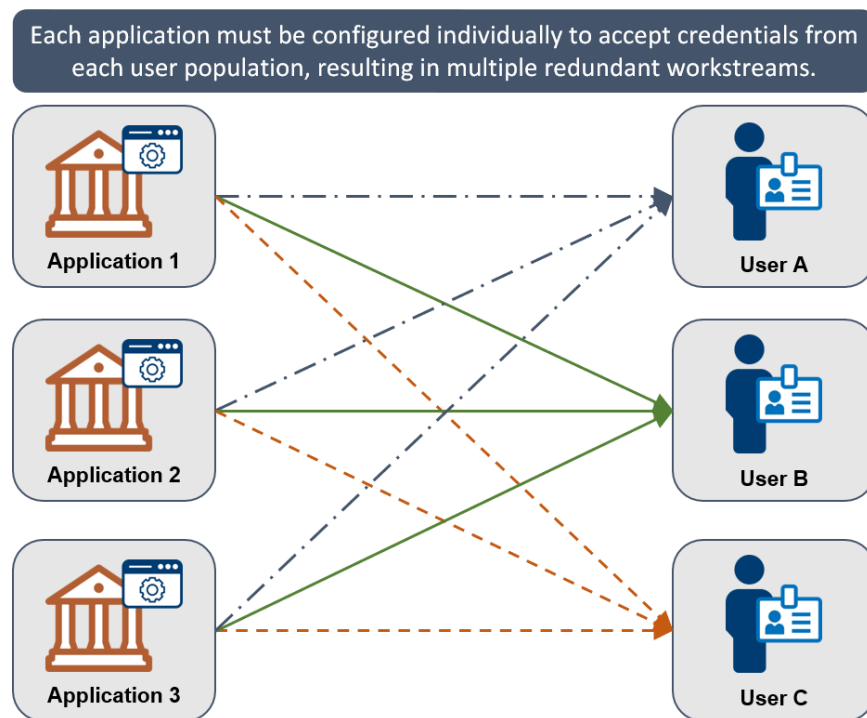 Each application must be configured individually to accept credentials from
each user population, resulting in multiple redundant workstreams.
Application 1
User A
Application 2
User B
Application 3
User C